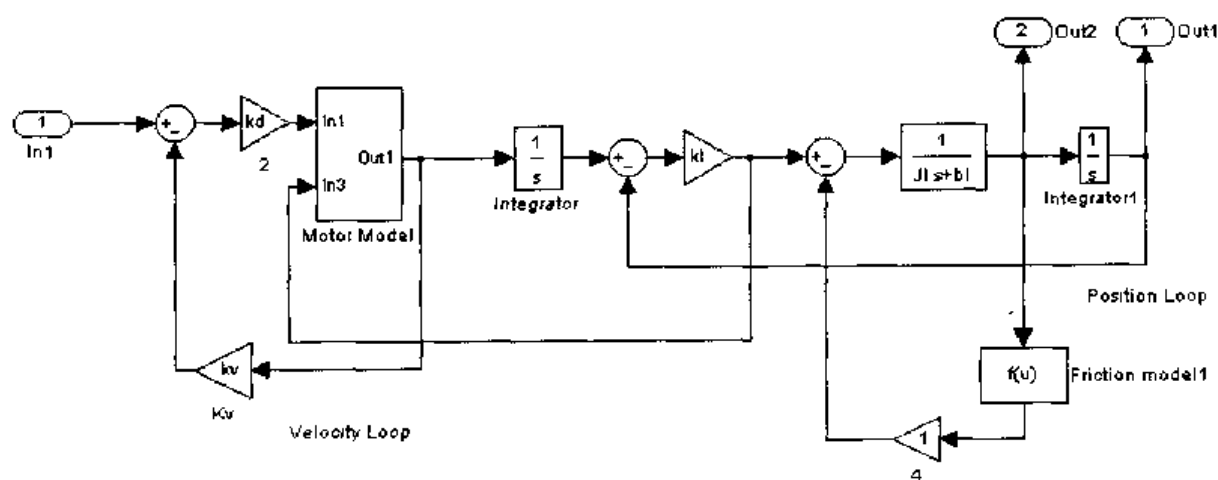 2
Out2
1
Out1
1
In1
+
-
kd
2
In1
In3
Out1
Motor Model
1
s
Integrator
+
-
kl
+
-
1
Jl s+bl
1
s
Integrator1
Position Loop
f(u)
Friction model1
1
4
kv
Kv
Velocity Loop